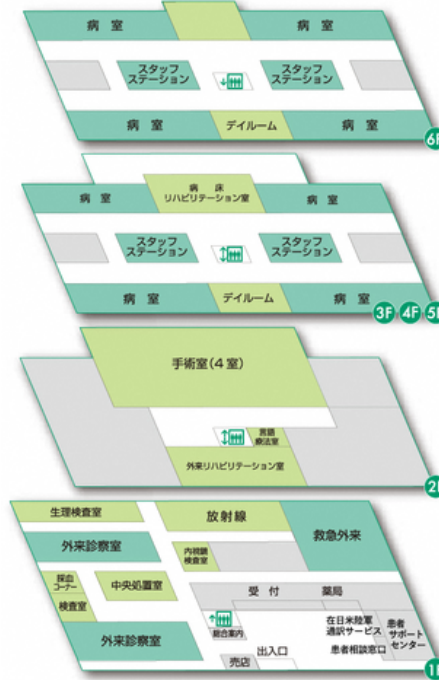 病室
病室
スタッフ
ステーション
スタッフ
ステーション
病室
デイルーム
病室
6F
病室
病床
リハビリテーション室
病室
スタッフ
ステーション
スタッフ
ステーション
病室
デイルーム
病室
3F 4F 5F
手術室(4室)
言語
療法室
外来リハビリテーション室
2F
生理検査室
放射線
救急外来
外来診察室
内視鏡
検査室
採血
コーナー
中央処置室
検査室
受付
薬局
総合案内
在日米陸軍
通訳サービス
患者
サポート
センター
外来診察室
出入口
患者相談窓口
売店
1F